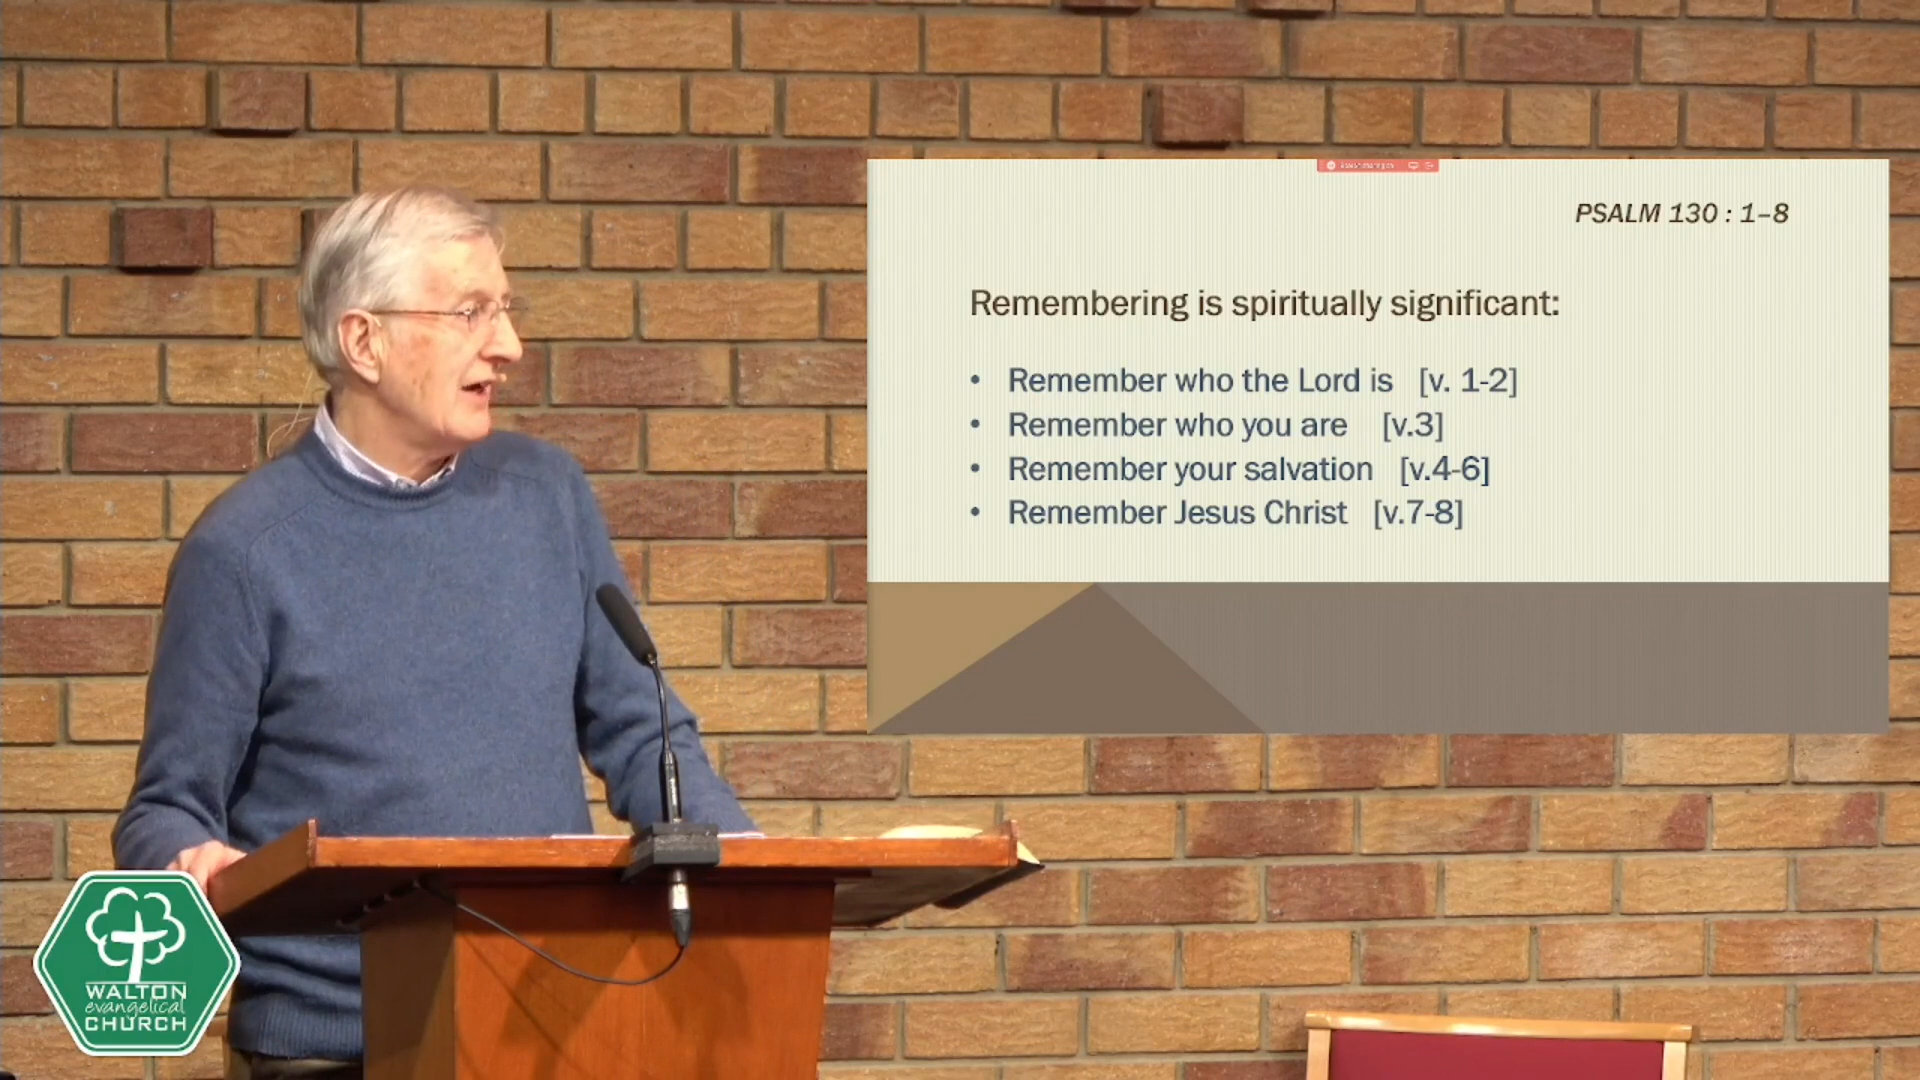 PSALM 130 : 1–8
Remembering is spiritually significant:
• Remember who the Lord is [v. 1-2]
• Remember who you are [v.3]
• Remember your salvation [v.4-6]
• Remember Jesus Christ [v.7-8]
WALTON
evangelical
CHURCH